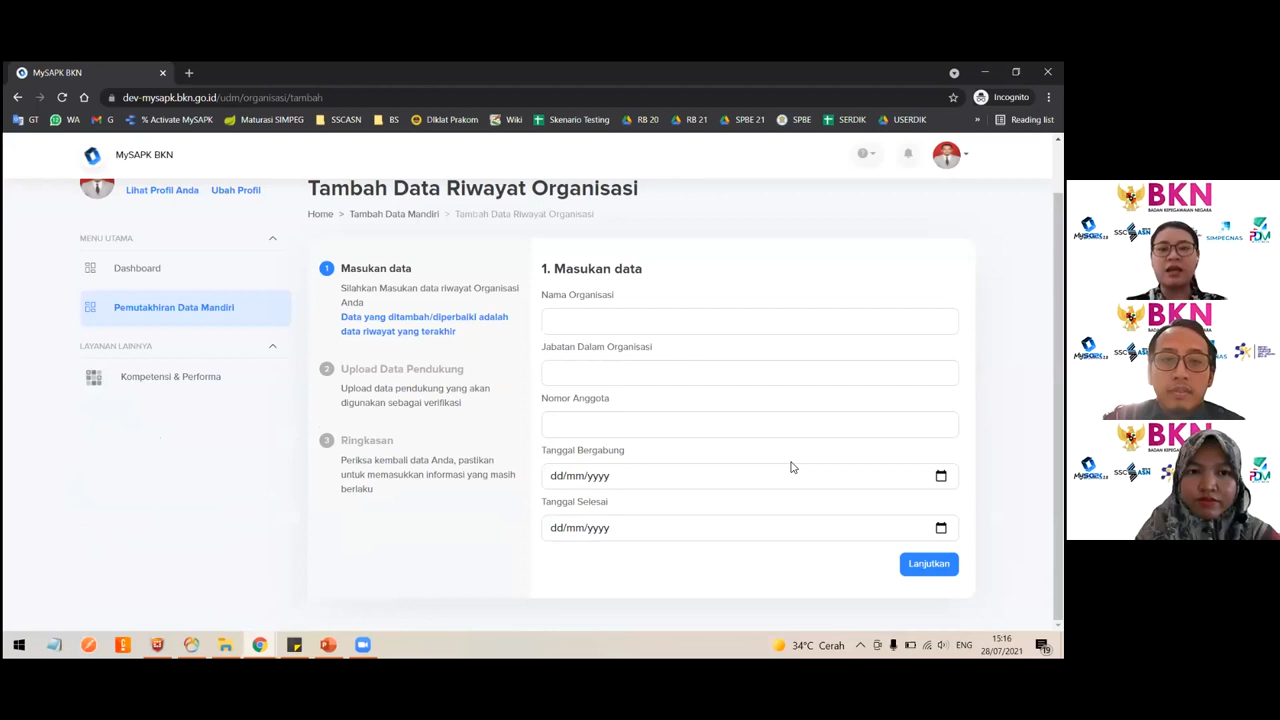 MySAPK BKN
dev-mysapk.bkn.go.id/udm/organisasi/tambah
Incognito
GT
WA
G
% Activate MySAPK
Maturasi SIMPEG
SSCASN
BS
DIklat Prakom
Wiki
Skenario Testing
RB 20
RB 21
SPBE 21
SPBE
SERDIK
USERDIK
»
Reading list
MySAPK BKN
Lihat Profil Anda
Ubah Profil
MENU UTAMA
Dashboard
Pemutakhiran Data Mandiri
LAYANAN LAINNYA
Kompetensi & Performa
Tambah Data Riwayat Organisasi
Home > Tambah Data Mandiri > Tambah Data Riwayat Organisasi
1 Masukan data
Silahkan Masukan data riwayat Organisasi
Anda
Data yang ditambah/diperbaiki adalah
data riwayat yang terakhir
2 Upload Data Pendukung
Upload data pendukung yang akan
digunakan sebagai verifikasi
3 Ringkasan
Periksa kembali data Anda, pastikan
untuk memasukkan informasi yang masih
berlaku
1. Masukan data
Nama Organisasi
Jabatan Dalam Organisasi
Nomor Anggota
Tanggal Bergabung
dd/mm/yyyy
Tanggal Selesai
dd/mm/yyyy
Lanjutkan
34°C Cerah
ENG
15:16
28/07/2021
19
BKN
BADAN KEPEGAWAIAN NEGARA
SIMPEGNAS
BKN
BKN